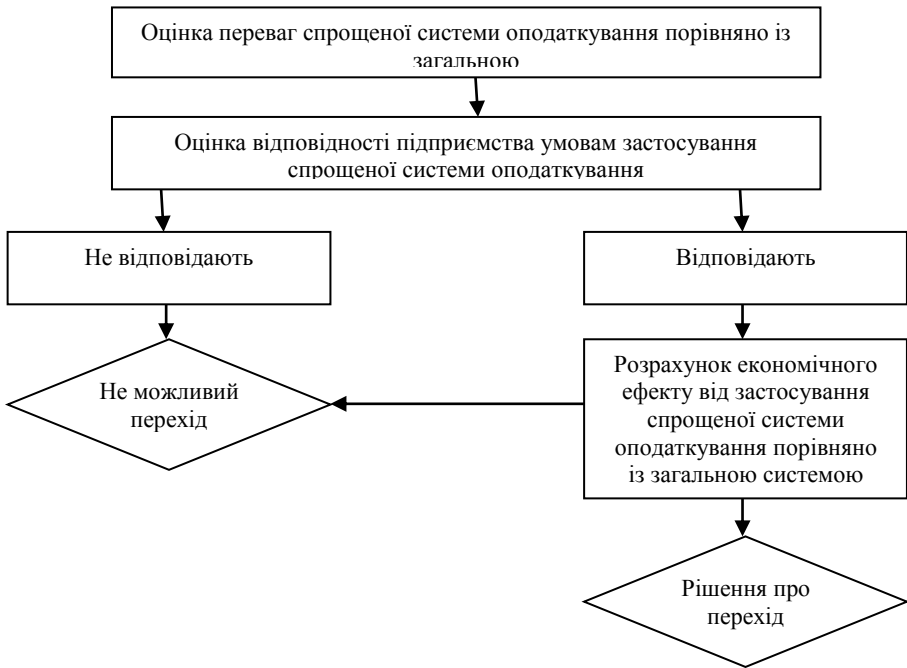 Оцінка переваг спрощеної системи оподаткування порівняно із
загальною
Оцінка відповідності підприємства умовам застосування
спрощеної системи оподаткування
Не відповідають
Відповідають
Не можливий
перехід
Розрахунок економічного
ефекту від застосування
спрощеної системи
оподаткування порівняно
із загальною системою
Рішення про
перехід